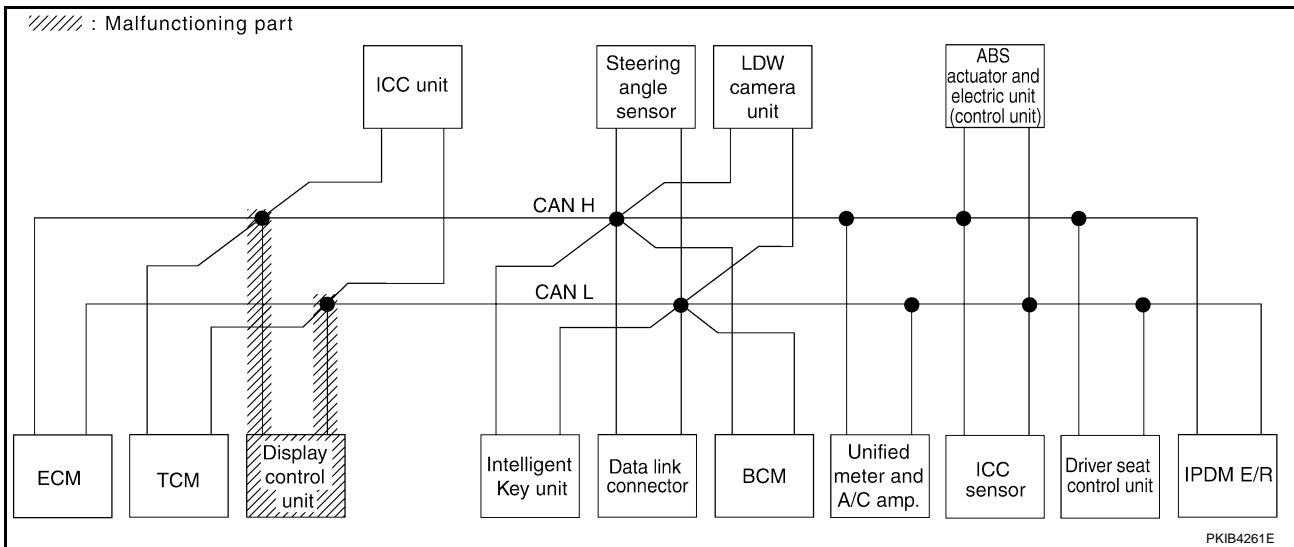 : Malfunctioning part
ICC unit
Steering
angle
sensor
LDW
camera
unit
ABS
actuator and
electric unit
(control unit)
CAN H
CAN L
ECM
TCM
Display
control
unit
Intelligent
Key unit
Data link
connector
BCM
Unified
meter and
A/C amp.
ICC
sensor
Driver seat
control unit
IPDM E/R
PKIB4261E